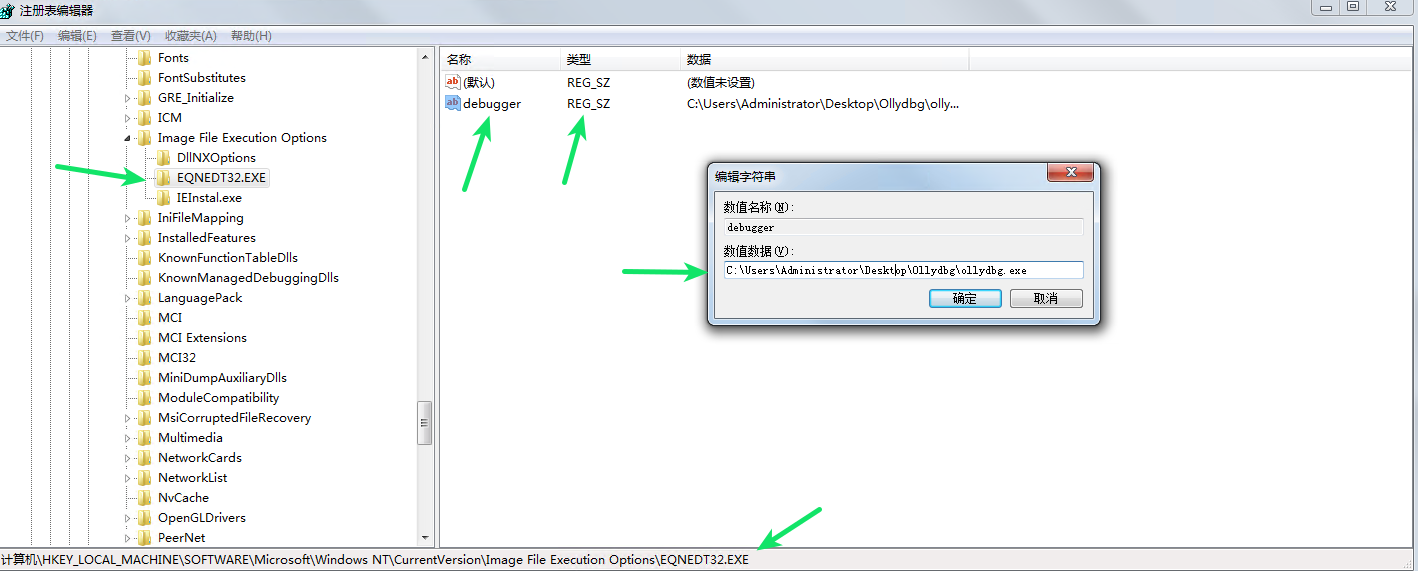 注册表编辑器
文件(F) 编辑(E) 查看(V) 收藏夹(A) 帮助(H)
Fonts
FontSubstitutes
GRE_Initialize
ICM
Image File Execution Options
DllNXOptions
EQNEDT32.EXE
IEInstal.exe
IniFileMapping
InstalledFeatures
KnownFunctionTableDlls
KnownManagedDebuggingDlls
LanguagePack
MCI
MCI Extensions
MCI32
MiniDumpAuxiliaryDlls
ModuleCompatibility
MsiCorruptedFileRecovery
Multimedia
NetworkCards
NetworkList
NvCache
OpenGLDrivers
PeerNet
名称 类型 数据
ab (默认) REG_SZ (数值未设置)
ab debugger REG_SZ C:\Users\Administrator\Desktop\Ollydbg\olly...
编辑字符串
数值名称(N):
debugger
数值数据(V):
C:\Users\Administrator\Desktop\Ollydbg\ollydbg.exe
确定 取消
计算机\HKEY_LOCAL_MACHINE\SOFTWARE\Microsoft\Windows NT\CurrentVersion\Image File Execution Options\EQNEDT32.EXE